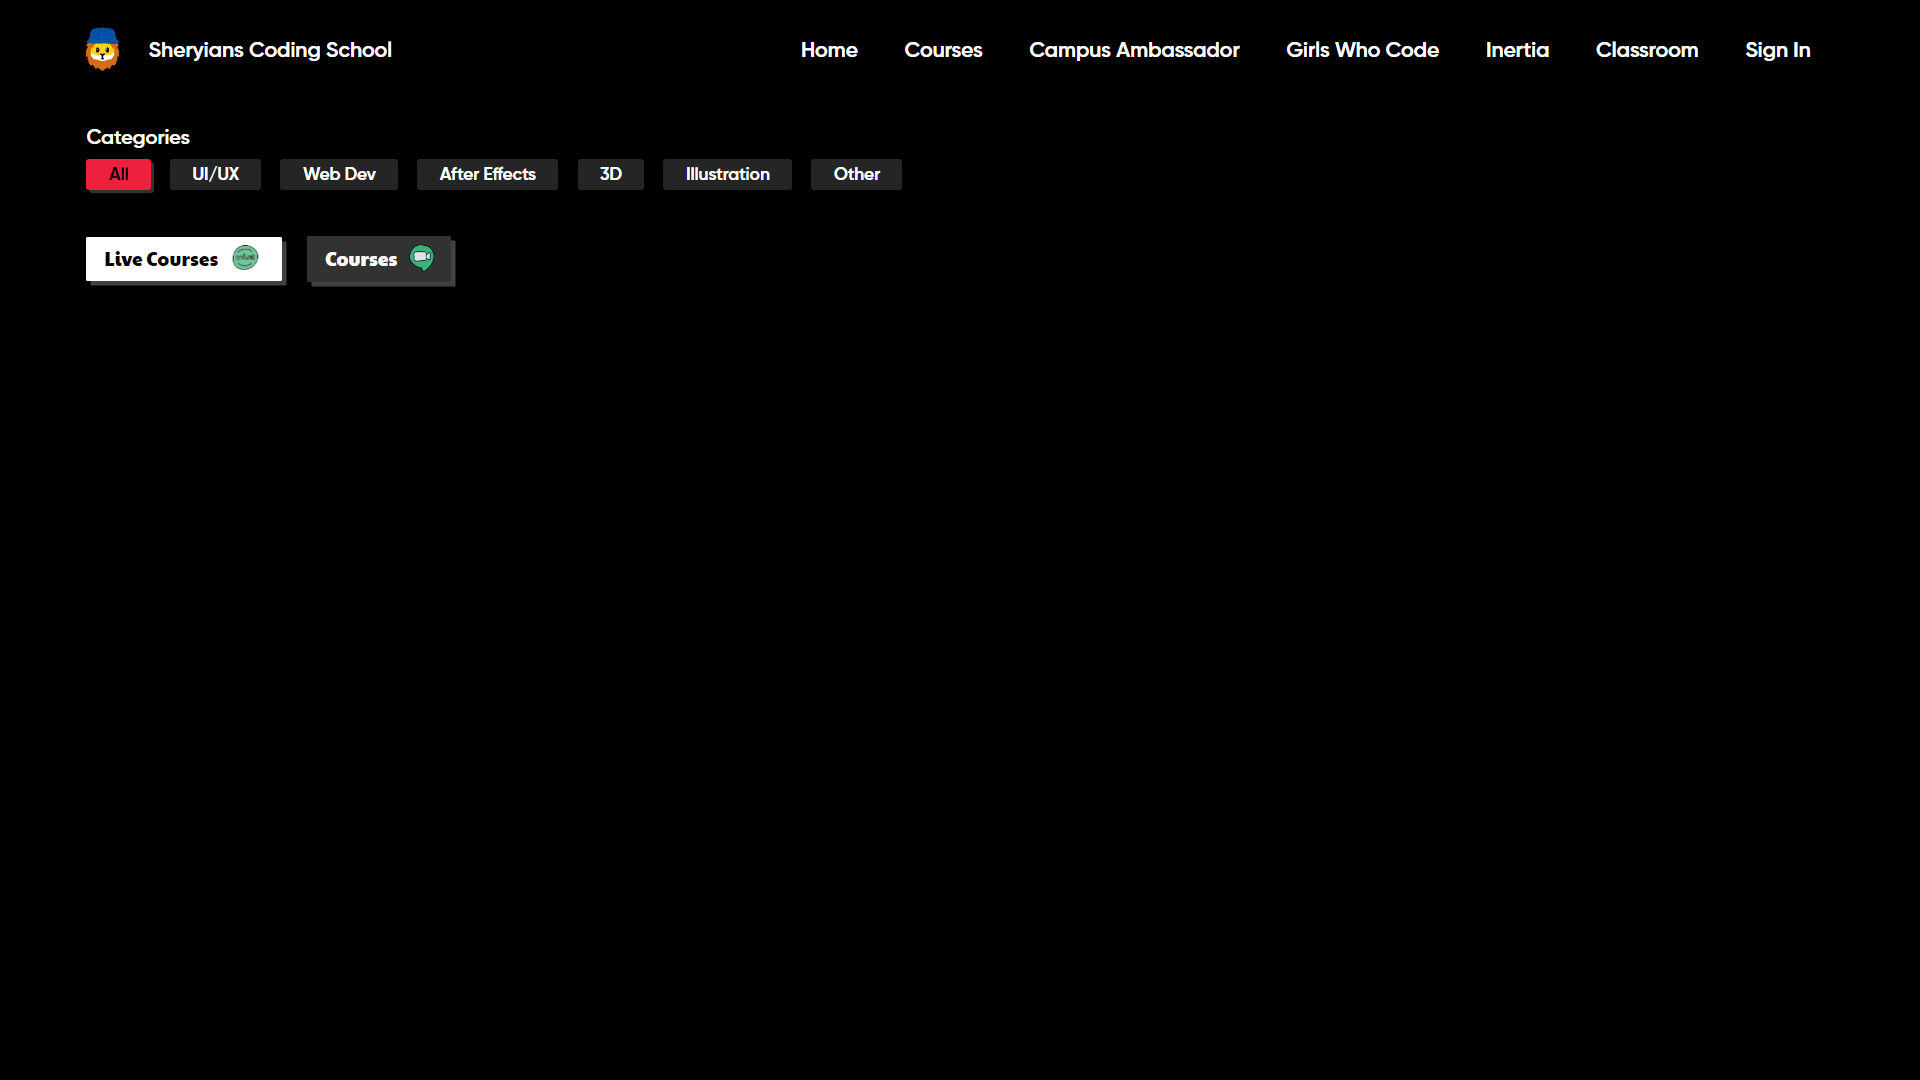 Sheryians Coding School Home Courses Campus Ambassador Girls Who Code Inertia Classroom Sign In
Categories
All UI/UX Web Dev After Effects 3D Illustration Other
Live Courses Courses